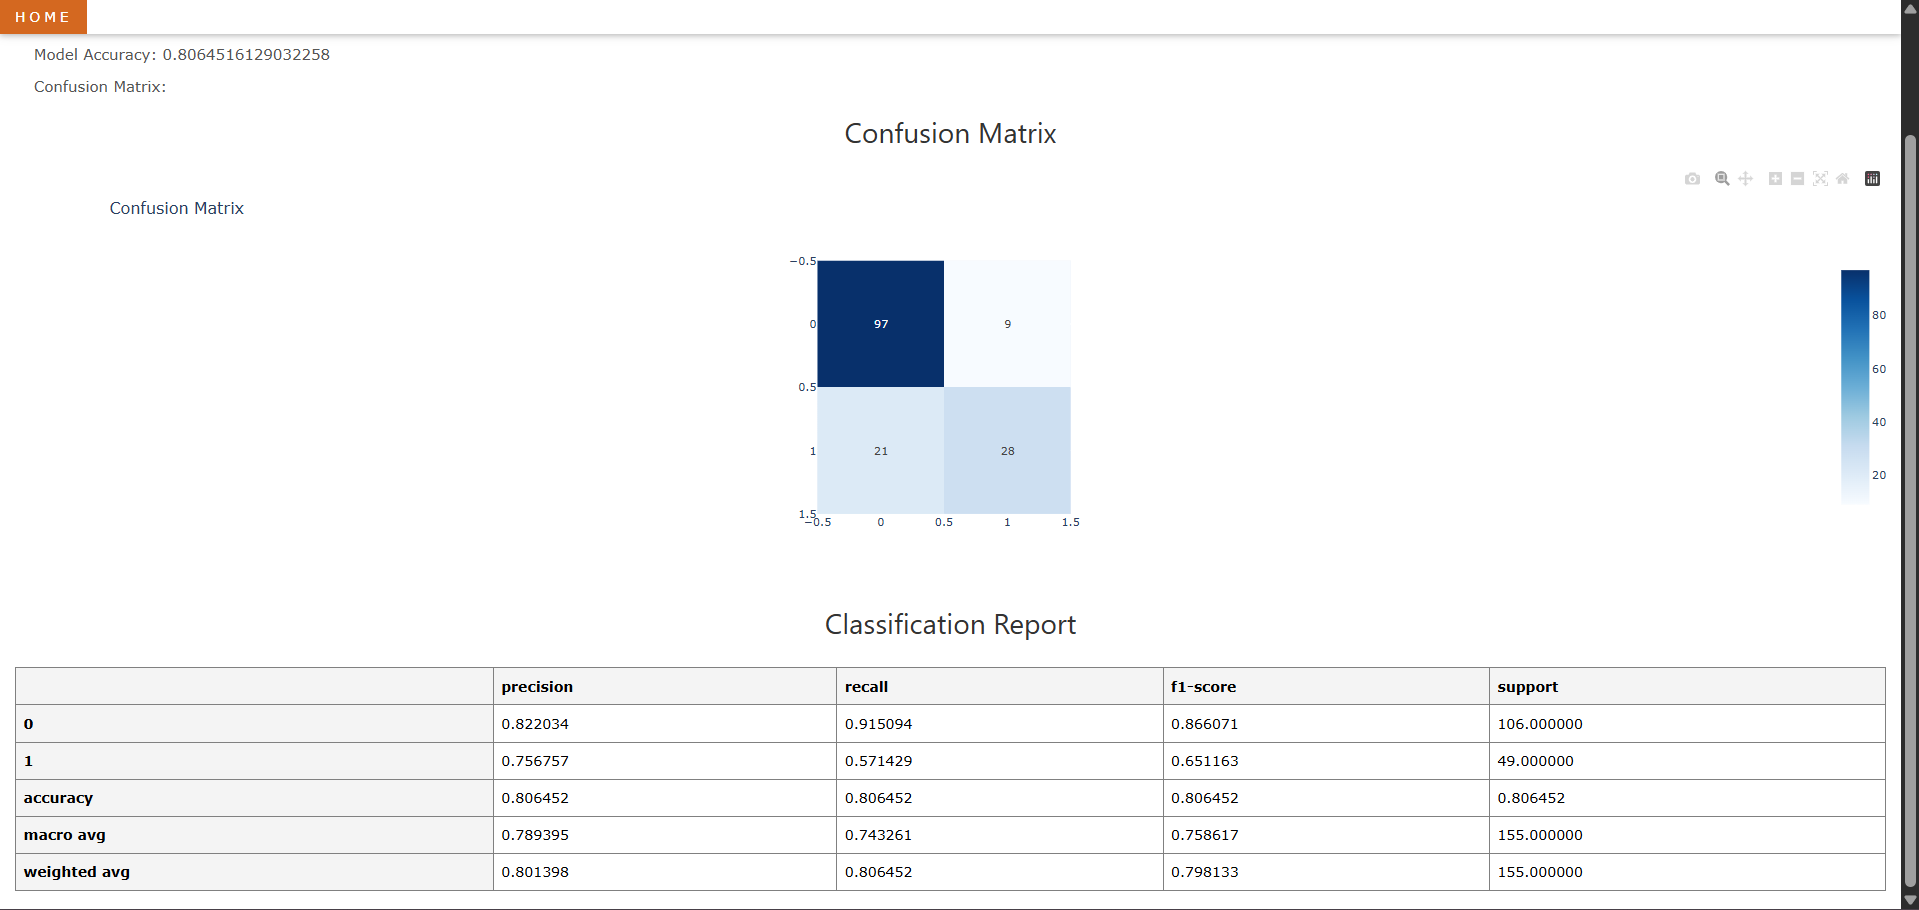 HOME
Model Accuracy: 0.8064516129032258
Confusion Matrix:
Confusion Matrix
Confusion Matrix
−0.5
0 97 9
80
0.5
60
1 21 28
40
20
1.5
−0.5 0 0.5 1 1.5
Classification Report
precision recall f1-score support
0 0.822034 0.915094 0.866071 106.000000
1 0.756757 0.571429 0.651163 49.000000
accuracy 0.806452 0.806452 0.806452 0.806452
macro avg 0.789395 0.743261 0.758617 155.000000
weighted avg 0.801398 0.806452 0.798133 155.000000